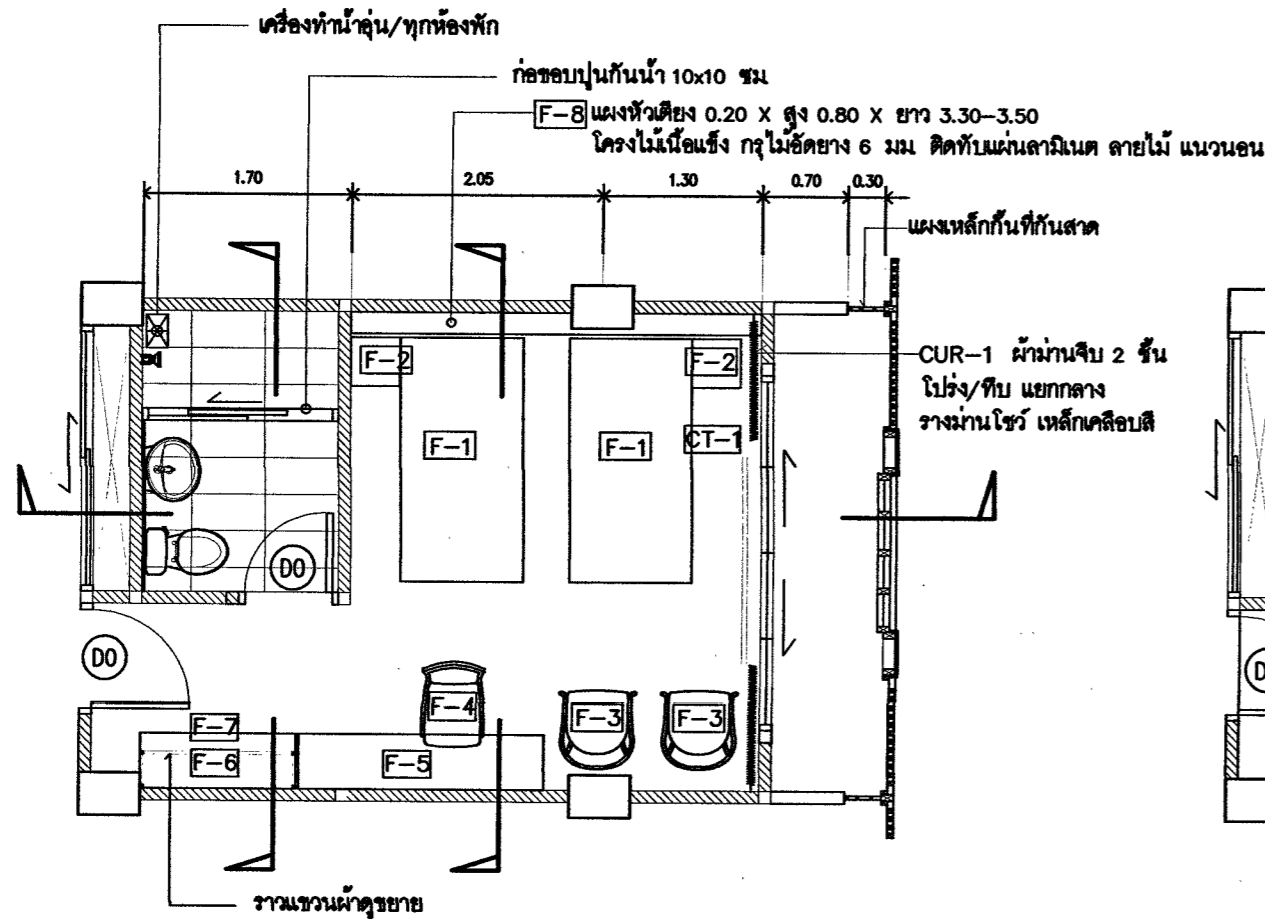 เครื่องทำน้ำอุ่น/ทุกห้องพัก
ก่อขอบปูนกันน้ำ 10x10 ซม.
F-8 แผงหัวเตียง 0.20 X สูง 0.80 X ยาว 3.30-3.50
โครงไม้เนื้อแข็ง กรุไม้อัดยาง 6 มม. ติดทับแผ่นลามิเนต ลายไม้ แนวนอน
1.70 2.05 1.30 0.70 0.30
แผงเหล็กกั้นที่กันสาด
F-2 F-2
CUR-1 ผ้าม่านจีบ 2 ชั้น
โปร่ง/ทึบ แยกกลาง
รางม่านโชว์ เหล็กเคลือบสี
F-1 F-1 CT-1
D0
D0
F-4
F-3 F-3
F-7
F-6 F-5
ราวแขวนผ้าดูขยาย